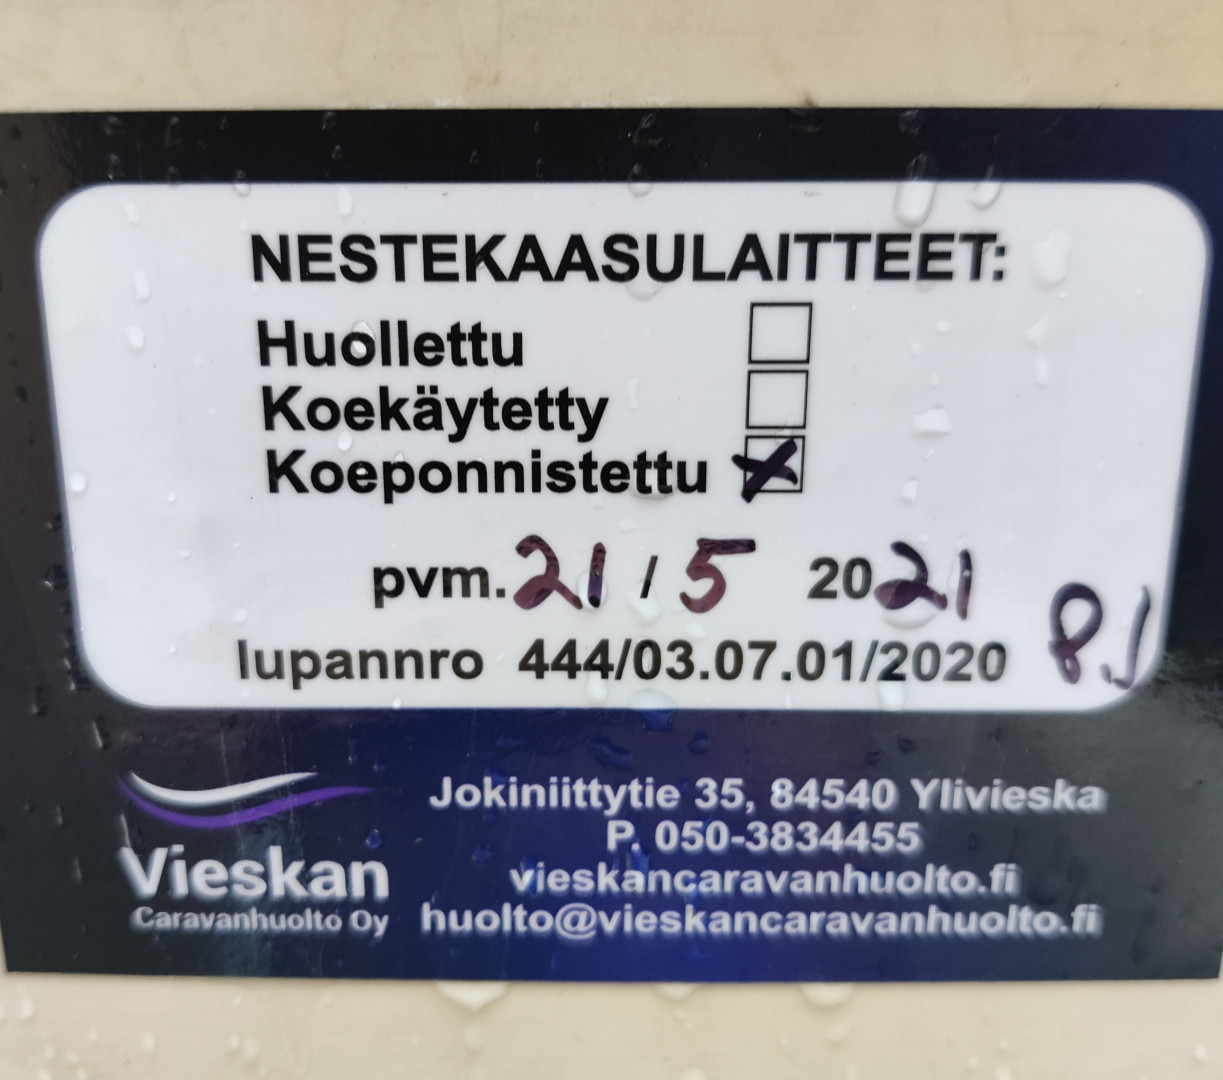 NESTEKAASULAITTEET:
Huollettu
Koekäytetty
Koeponnistettu X
pvm. 21 / 5 2021
lupannro 444/03.07.01/2020 P.J
Vieskan
Caravanhuolto Oy
Jokiniittytie 35, 84540 Ylivieska
P. 050-3834455
vieskancaravanhuolto.fi
huolto@vieskancaravanhuolto.fi